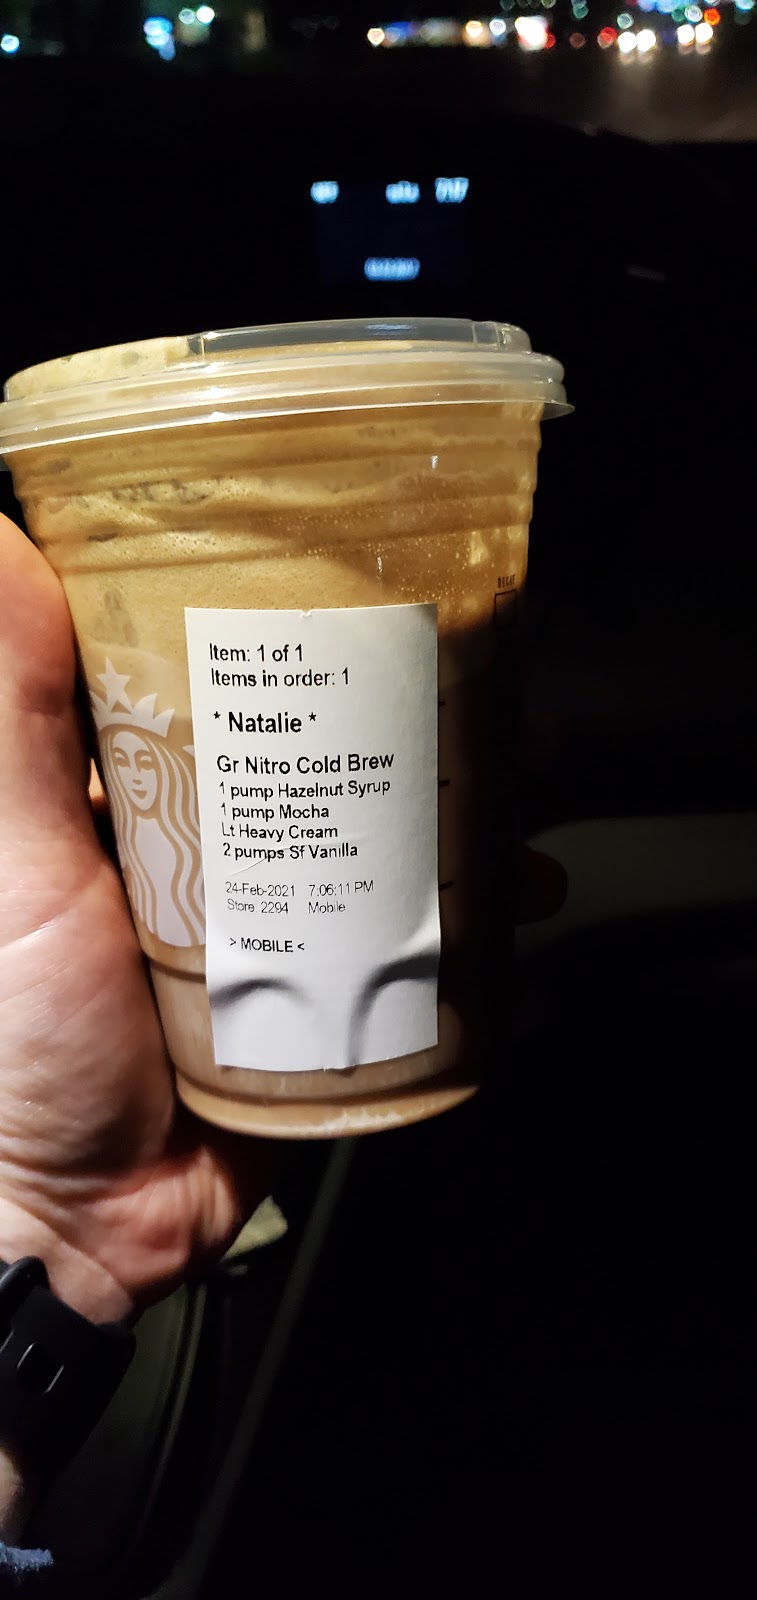 DECAF
Item: 1 of 1
Items in order: 1
* Natalie *
Gr Nitro Cold Brew
1 pump Hazelnut Syrup
1 pump Mocha
Lt Heavy Cream
2 pumps Sf Vanilla
24-Feb-2021 7:06:11 PM
Store 2294 Mobile
> MOBILE <